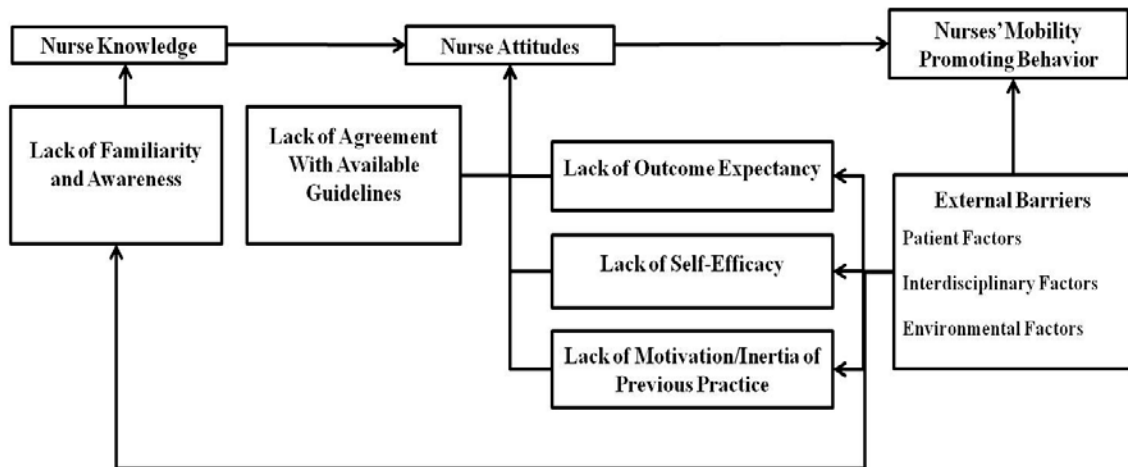 Nurse Knowledge
Nurse Attitudes
Nurses’ Mobility
Promoting Behavior
Lack of Familiarity
and Awareness
Lack of Agreement
With Available
Guidelines
Lack of Outcome Expectancy
Lack of Self-Efficacy
Lack of Motivation/Inertia of
Previous Practice
External Barriers
Patient Factors
Interdisciplinary Factors
Environmental Factors